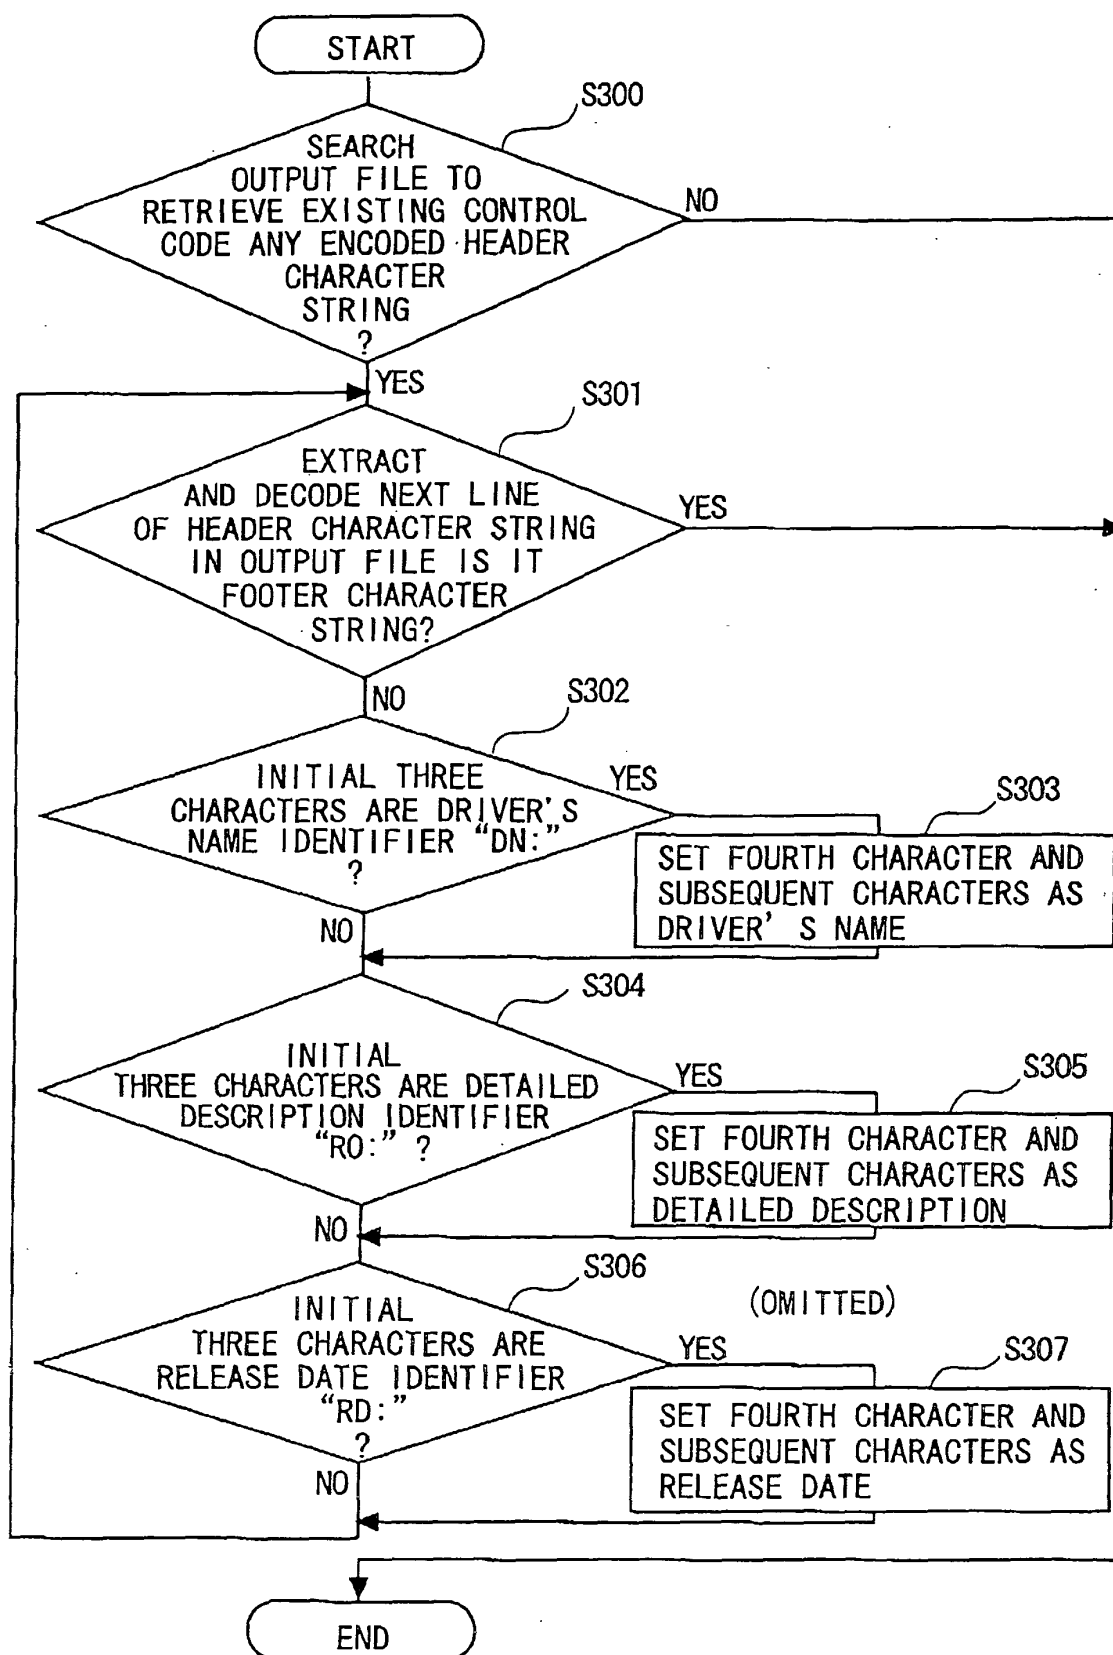 START
S300
SEARCH
OUTPUT FILE TO
RETRIEVE EXISTING CONTROL
CODE ANY ENCODED HEADER
CHARACTER
STRING
?
NO
YES
S301
EXTRACT
AND DECODE NEXT LINE
OF HEADER CHARACTER STRING
IN OUTPUT FILE IS IT
FOOTER CHARACTER
STRING?
YES
NO
S302
INITIAL THREE
CHARACTERS ARE DRIVER'S
NAME IDENTIFIER “DN:”
?
YES
NO
S303
SET FOURTH CHARACTER AND
SUBSEQUENT CHARACTERS AS
DRIVER' S NAME
S304
INITIAL
THREE CHARACTERS ARE DETAILED
DESCRIPTION IDENTIFIER
“RO:” ?
YES
NO
S305
SET FOURTH CHARACTER AND
SUBSEQUENT CHARACTERS AS
DETAILED DESCRIPTION
(OMITTED)
S306
INITIAL
THREE CHARACTERS ARE
RELEASE DATE IDENTIFIER
“RD:”
?
YES
NO
S307
SET FOURTH CHARACTER AND
SUBSEQUENT CHARACTERS AS
RELEASE DATE
END